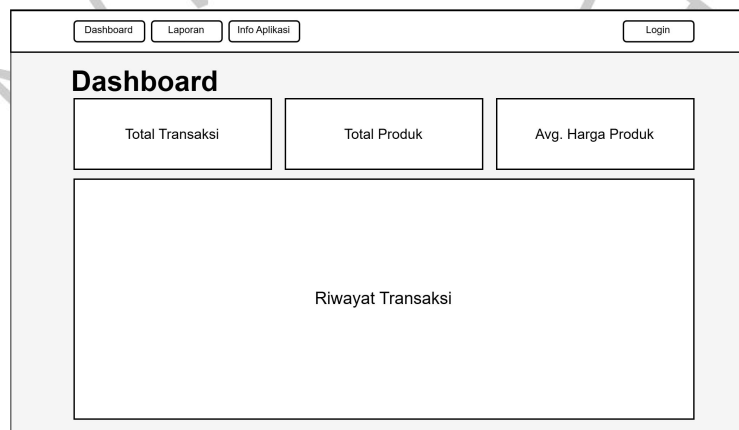 Dashboard Laporan Info Aplikasi Login
Dashboard
Total Transaksi Total Produk Avg. Harga Produk
Riwayat Transaksi